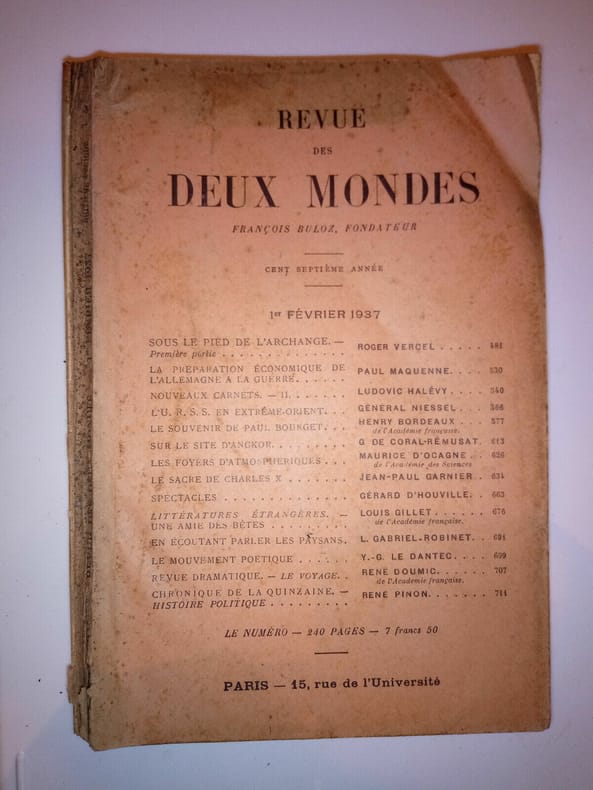 REVUE
DES
DEUX MONDES
FRANÇOIS BULOZ, FONDATEUR
CENT SEPTIÈME ANNÉE
1er FÉVRIER 1937
SOUS LE PIED DE L'ARCHANGE. —
Première partie . . . . . . . . . . . . ROGER VERCEL . . . . . 481
LA PRÉPARATION ÉCONOMIQUE DE
L'ALLEMAGNE A LA GUERRE. . . . . . PAUL MAQUENNE. . . . 530
NOUVEAUX CARNETS. — II. . . . . . . LUDOVIC HALÉVY. . . . 540
L'U. R. S. S. EN EXTRÊME-ORIENT. . . GÉNÉRAL NIESSEL . . . 566
LE SOUVENIR DE PAUL BOURGET. . . HENRY BORDEAUX . . . 577
de l'Académie française.
SUR LE SITE D'ANGKOR. . . . . . . . . G. DE CORAL-RÉMUSAT. 613
LES FOYERS D'ATMOSPHERIQUES . . . MAURICE D'OCAGNE . . 626
de l'Académie des Sciences
LE SACRE DE CHARLES X . . . . . . . JEAN-PAUL GARNIER . . 634
SPECTACLES . . . . . . . . . . . . . . GÉRARD D'HOUVILLE. . 663
LITTÉRATURES ÉTRANGÈRES. —
UNE AMIE DES BÊTES . . . . . . . . . LOUIS GILLET . . . . . . 676
de l'Académie française.
EN ÉCOUTANT PARLER LES PAYSANS. L. GABRIEL-ROBINET. . 691
LE MOUVEMENT POÉTIQUE . . . . . . Y.-G. LE DANTEC. . . . 699
REVUE DRAMATIQUE. — LE VOYAGE. . RENÉ DOUMIC. . . . . . 707
de l'Académie française.
CHRONIQUE DE LA QUINZAINE. —
HISTOIRE POLITIQUE . . . . . . . . . RENÉ PINON. . . . . . . 714
LE NUMÉRO — 240 PAGES — 7 francs 50
PARIS — 15, rue de l'Université